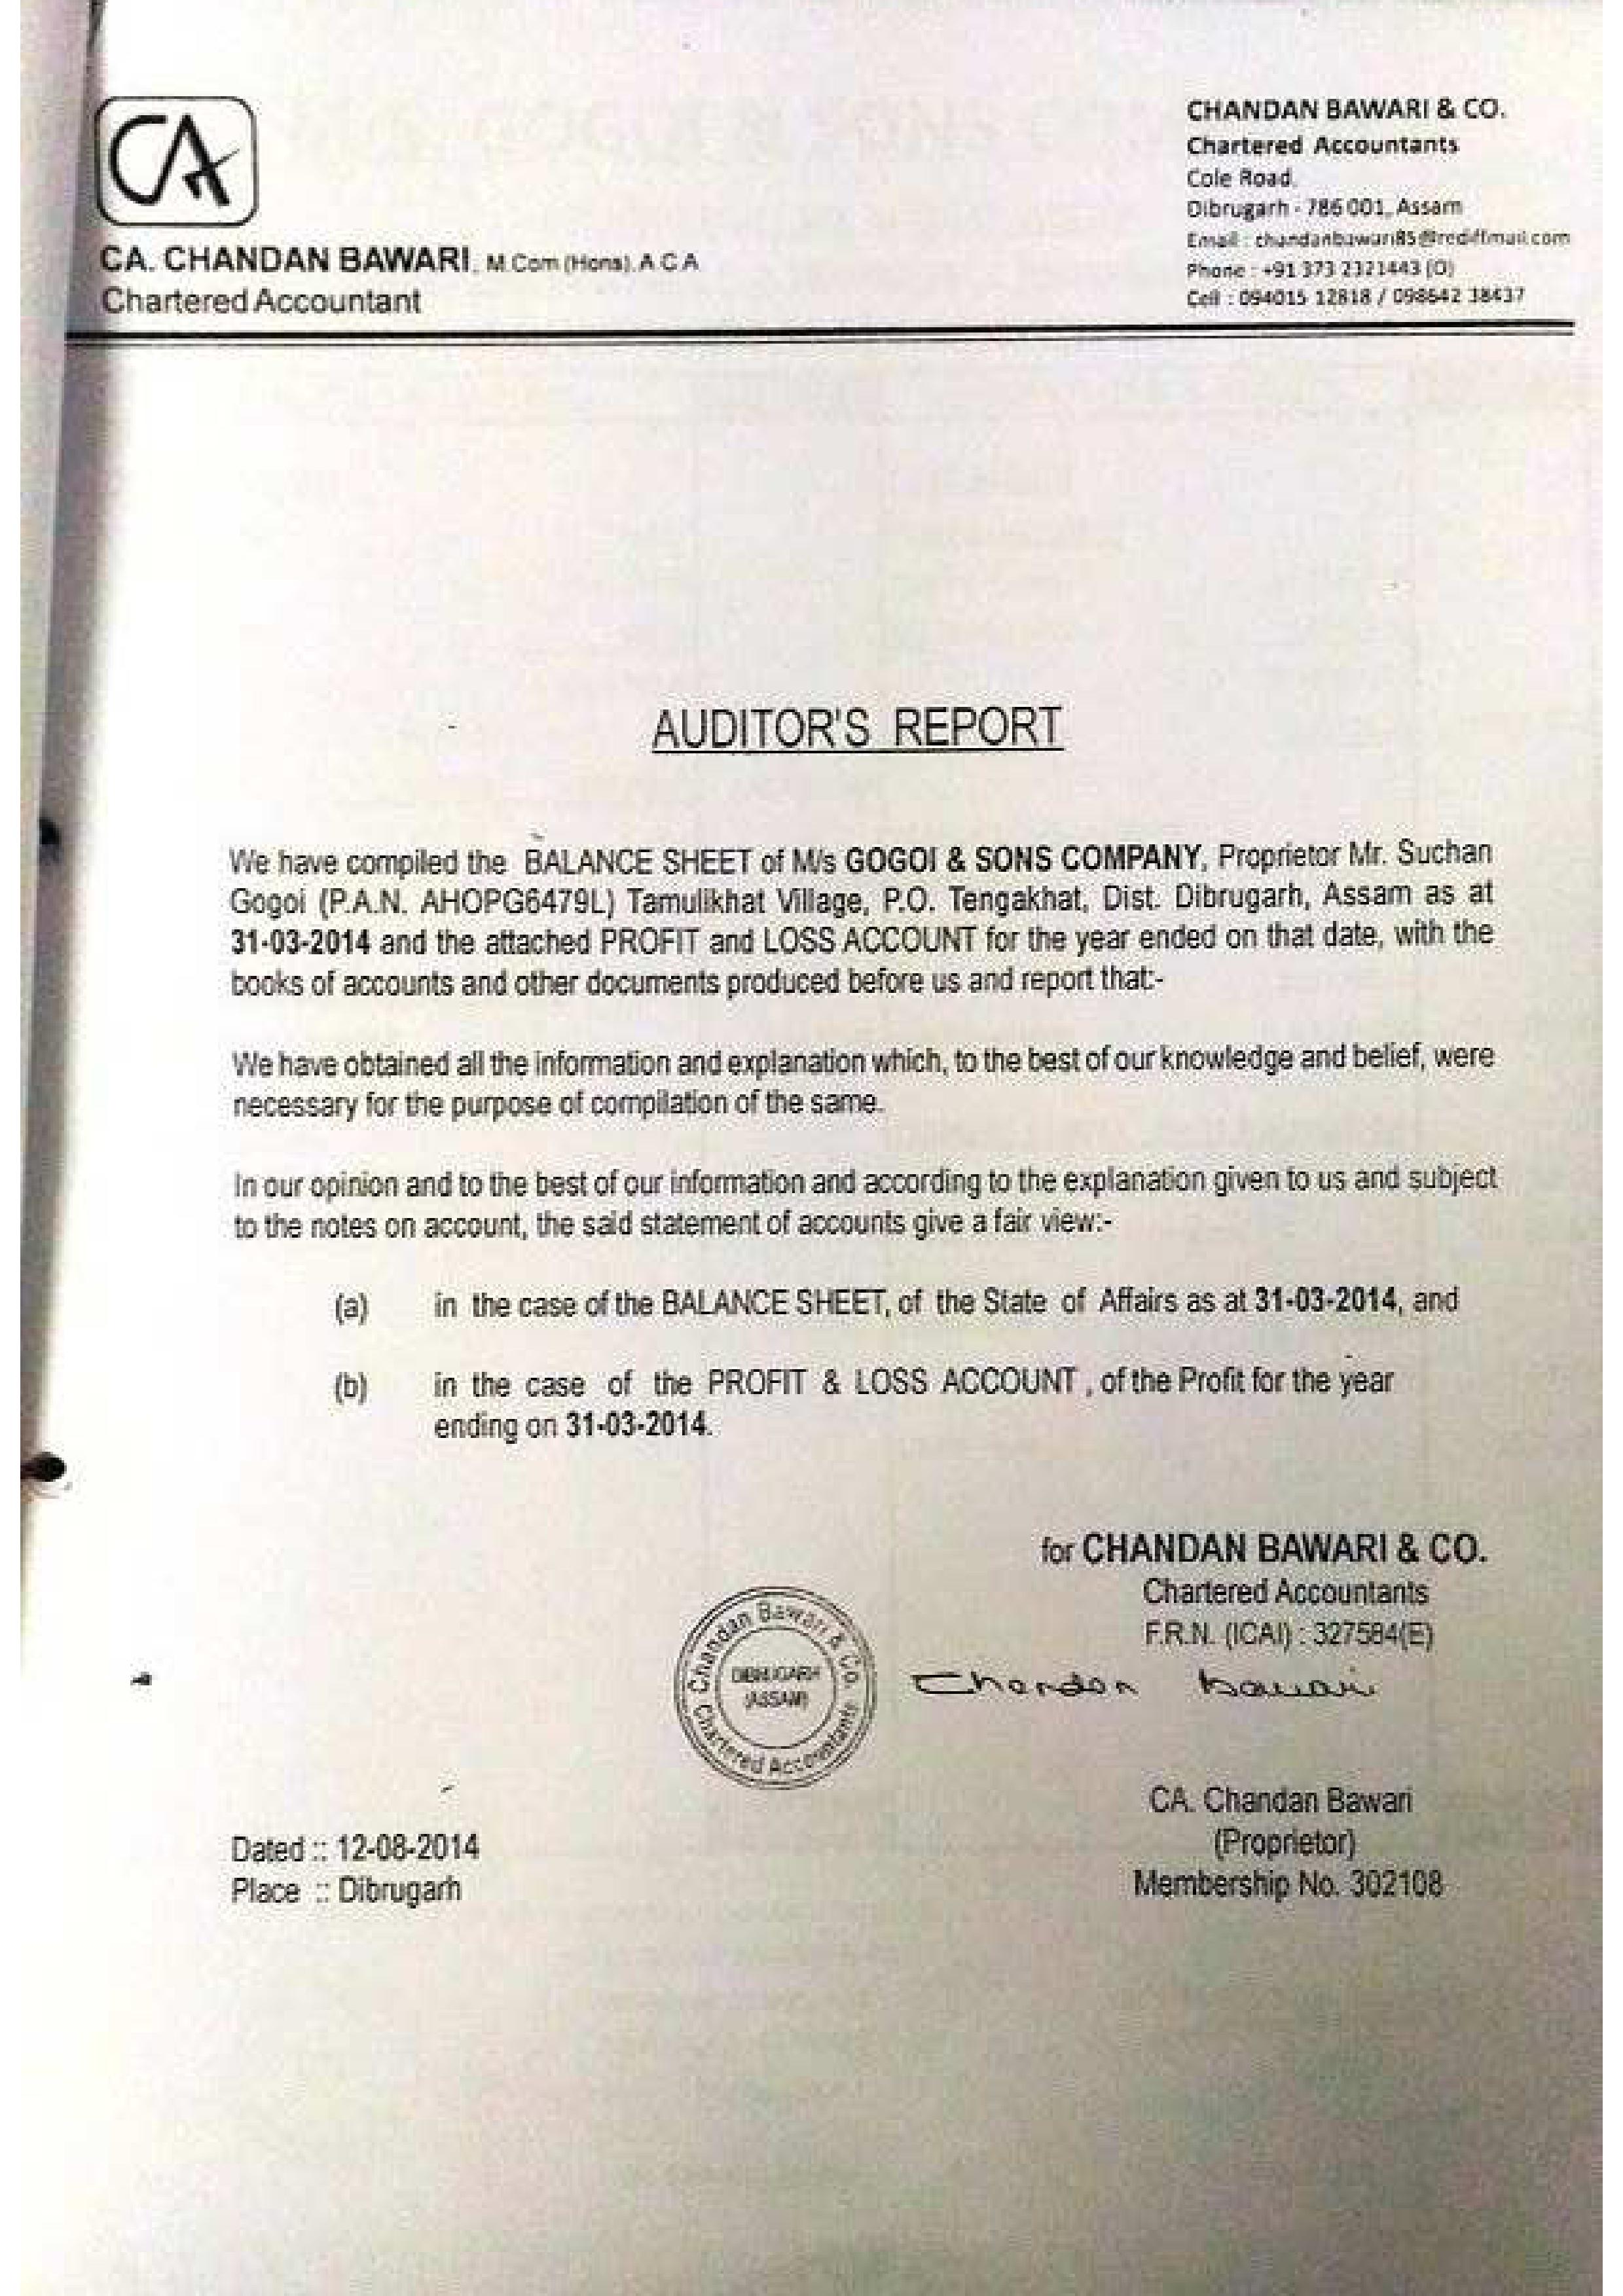 CA
CHANDAN BAWARI & CO.
Chartered Accountants
Cole Road.
Dibrugarh - 786 001, Assam
Email : chandanbawari85@rediffmail.com
Phone : +91 373 2321443 (O)
Cell : 094015 12818 / 098642 38437
CA. CHANDAN BAWARI, M.Com (Hons), A C A
Chartered Accountant
AUDITOR'S REPORT
We have compiled the BALANCE SHEET of M/s GOGOI & SONS COMPANY, Proprietor Mr. Suchan
Gogoi (P.A.N. AHOPG6479L) Tamulikhat Village, P.O. Tengakhat, Dist. Dibrugarh, Assam as at
31-03-2014 and the attached PROFIT and LOSS ACCOUNT for the year ended on that date, with the
books of accounts and other documents produced before us and report that:-
We have obtained all the information and explanation which, to the best of our knowledge and belief, were
necessary for the purpose of compilation of the same.
In our opinion and to the best of our information and according to the explanation given to us and subject
to the notes on account, the said statement of accounts give a fair view:-
(a) in the case of the BALANCE SHEET, of the State of Affairs as at 31-03-2014, and
(b) in the case of the PROFIT & LOSS ACCOUNT , of the Profit for the year
ending on 31-03-2014.
for CHANDAN BAWARI & CO.
Chartered Accountants
F.R.N. (ICAI) : 327584(E)
Chandan Bawari & Co.
DIBRUGARH
(ASSAM)
Chartered Accountants
Chandan Bawari
CA. Chandan Bawari
(Proprietor)
Membership No. 302108
Dated :: 12-08-2014
Place :: Dibrugarh